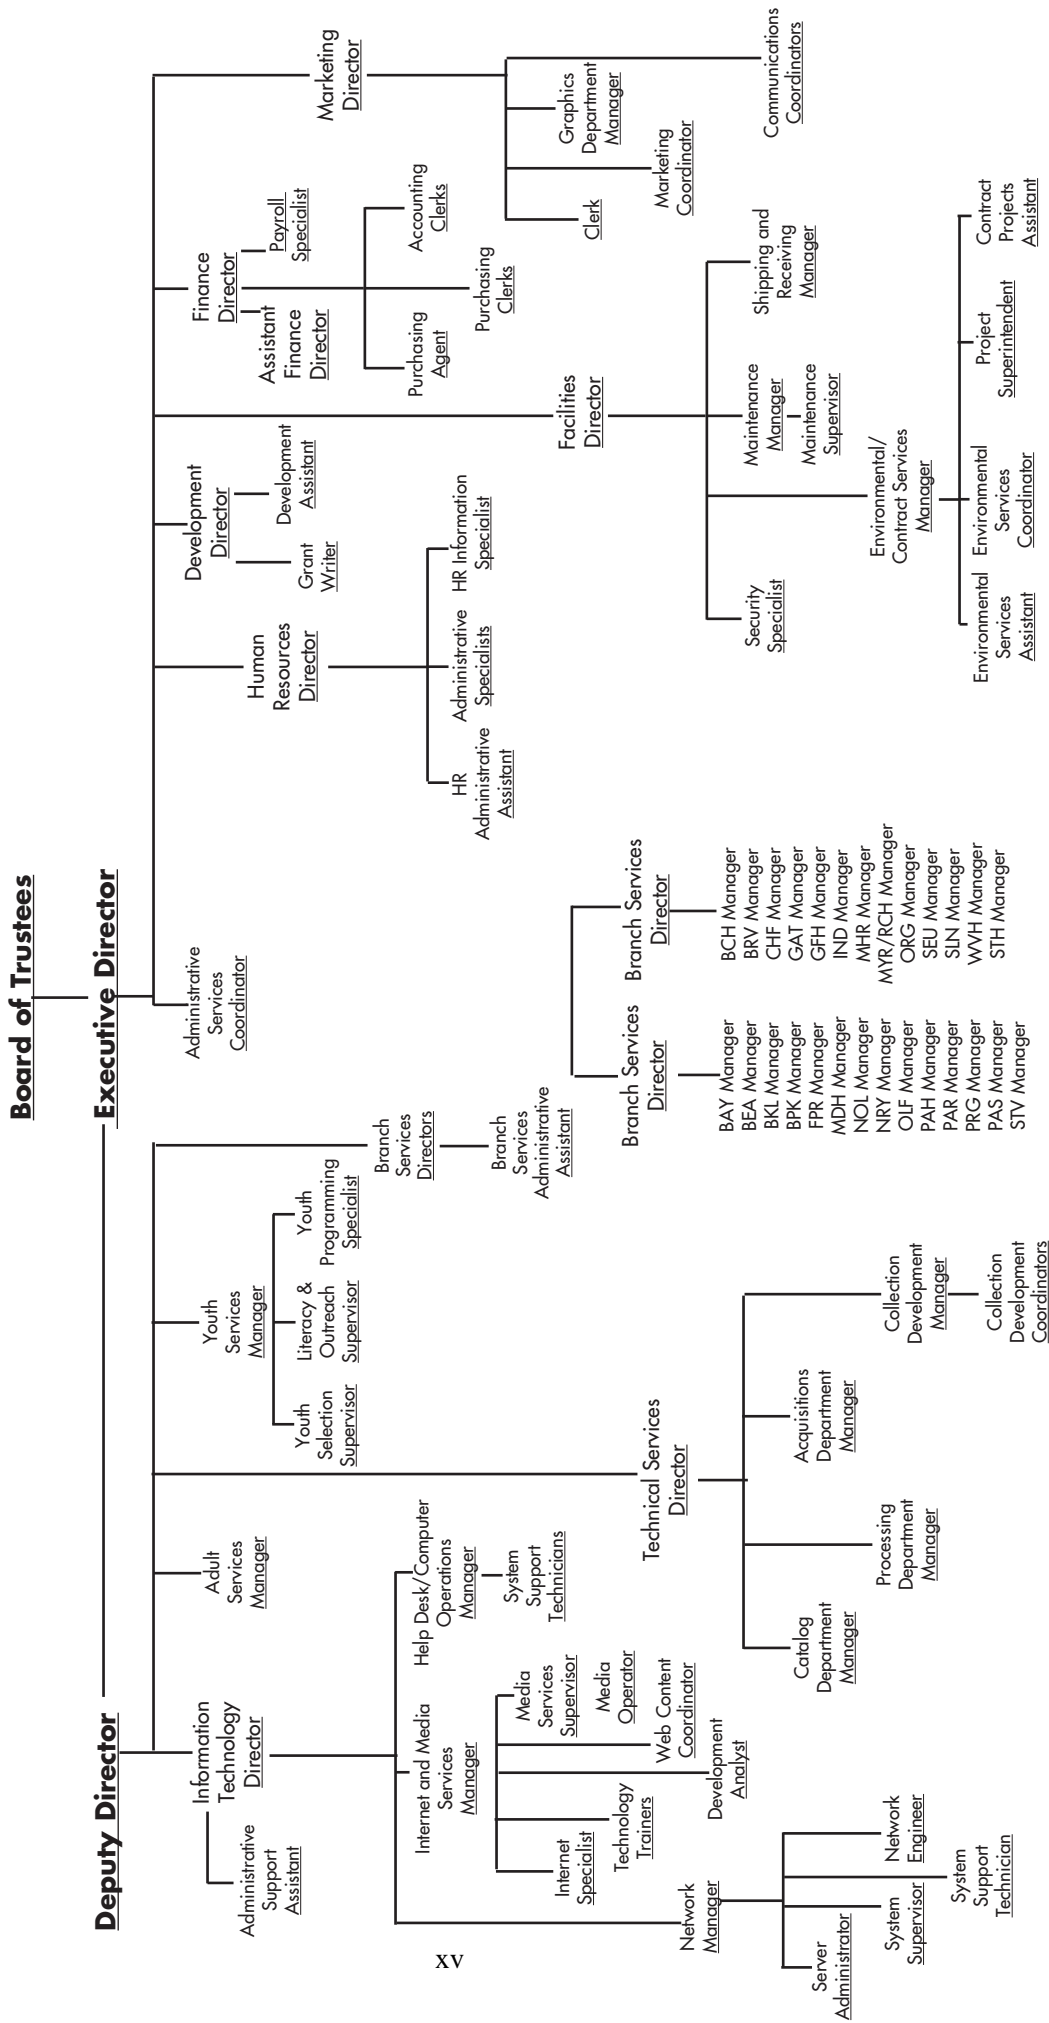 Board of Trustees
Executive Director
Deputy Director
Information
Technology
Director
Administrative
Support
Assistant
Internet and Media
Services
Manager
Internet
Specialist
Technology
Trainers
Development
Analyst
Web Content
Coordinator
Media
Services
Supervisor
Media
Operator
Help Desk/Computer
Operations
Manager
System
Support
Technicians
Network
Manager
Server
Administrator
System
Supervisor
System
Support
Technician
Network
Engineer
Adult
Services
Manager
Technical Services
Director
Catalog
Department
Manager
Processing
Department
Manager
Acquisitions
Department
Manager
Collection
Development
Manager
Collection
Development
Coordinators
Youth
Services
Manager
Youth
Selection
Supervisor
Literacy &
Outreach
Supervisor
Youth
Programming
Specialist
Branch
Services
Directors
Branch
Services
Administrative
Assistant
Branch Services
Director
BAY Manager
BEA Manager
BKL Manager
BPK Manager
FPR Manager
MDH Manager
NOL Manager
NRY Manager
OLF Manager
PAH Manager
PAR Manager
PRG Manager
PAS Manager
STV Manager
Branch Services
Director
BCH Manager
BRV Manager
CHF Manager
GAT Manager
GFH Manager
IND Manager
MHR Manager
MYR/RCH Manager
ORG Manager
SEU Manager
SLN Manager
WVH Manager
STH Manager
Administrative
Services
Coordinator
Human
Resources
Director
HR
Administrative
Assistant
Administrative
Specialists
HR Information
Specialist
Development
Director
Grant
Writer
Development
Assistant
Facilities
Director
Security
Specialist
Environmental/
Contract Services
Manager
Environmental
Services
Assistant
Environmental
Services
Coordinator
Project
Superintendent
Contract
Projects
Assistant
Maintenance
Manager
Maintenance
Supervisor
Shipping and
Receiving
Manager
Finance
Director
Assistant
Finance
Director
Payroll
Specialist
Purchasing
Agent
Purchasing
Clerks
Accounting
Clerks
Marketing
Director
Clerk
Marketing
Coordinator
Graphics
Department
Manager
Communications
Coordinators
xv